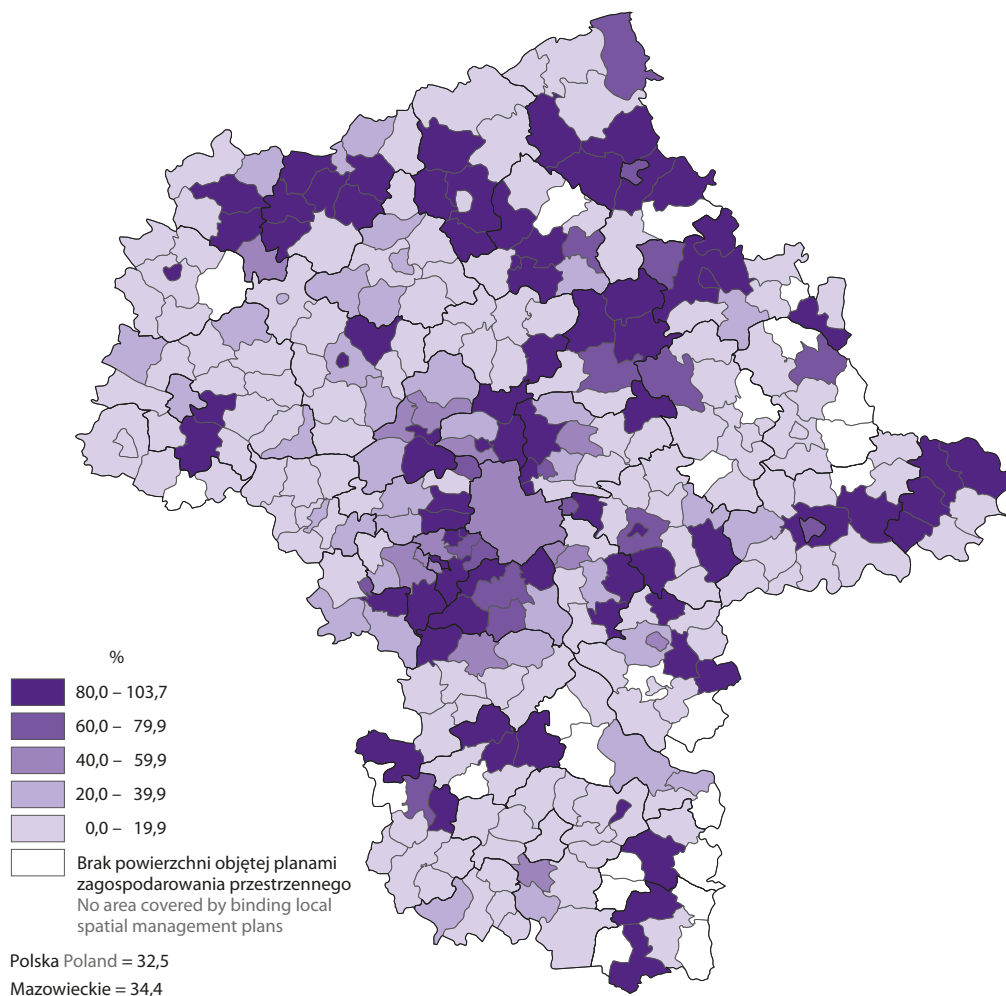 %
80,0 – 103,7
60,0 – 79,9
40,0 – 59,9
20,0 – 39,9
0,0 – 19,9
Brak powierzchni objętej planami
zagospodarowania przestrzennego
No area covered by binding local
spatial management plans
Polska Poland = 32,5
Mazowieckie = 34,4